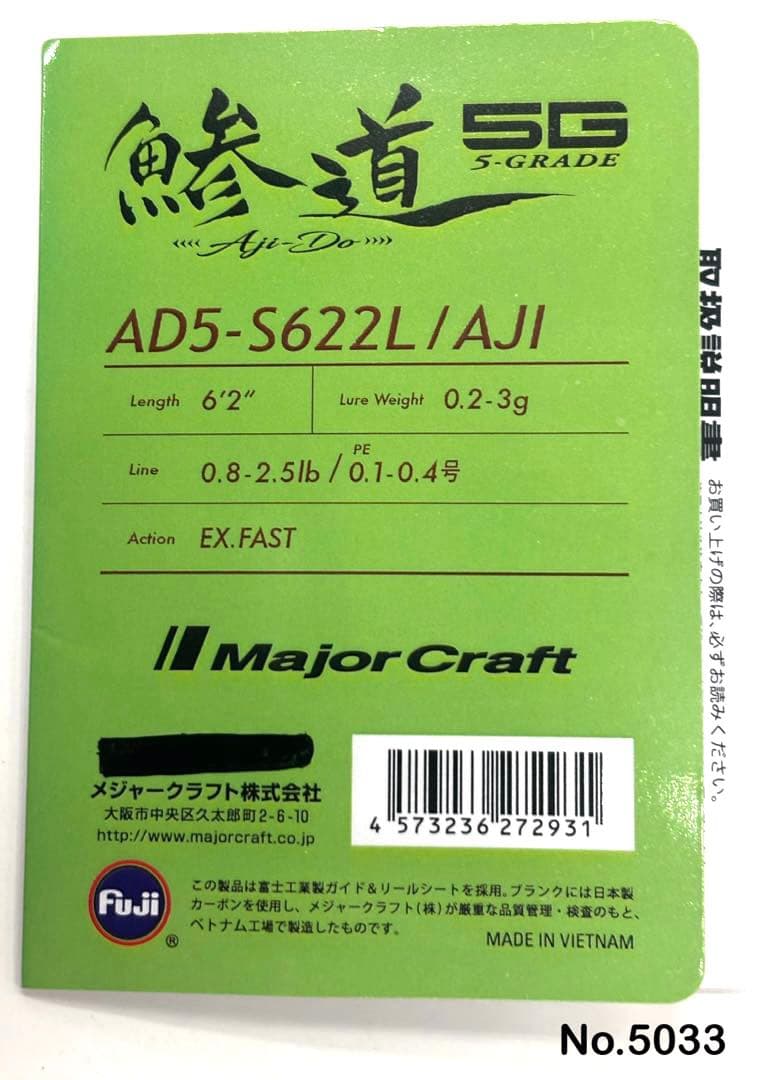 鯵道 5G
5-GRADE
Aji-Do
AD5-S622L/AJI
Length 6'2" Lure Weight 0.2-3g
Line 0.8-2.5lb / PE 0.1-0.4号
Action EX.FAST
Major Craft
メジャークラフト株式会社
大阪市中央区久太郎町2-6-10
http://www.majorcraft.co.jp
4 573236 272931
Fuji
®
この製品は富士工業製ガイド&リールシートを採用。ブランクには日本製
カーボンを使用し、メジャークラフト(株)が厳重な品質管理・検査のもと、
ベトナム工場で製造したものです。
MADE IN VIETNAM
取扱説明書
お買い上げの際は、必ずお読みください。
No.5033